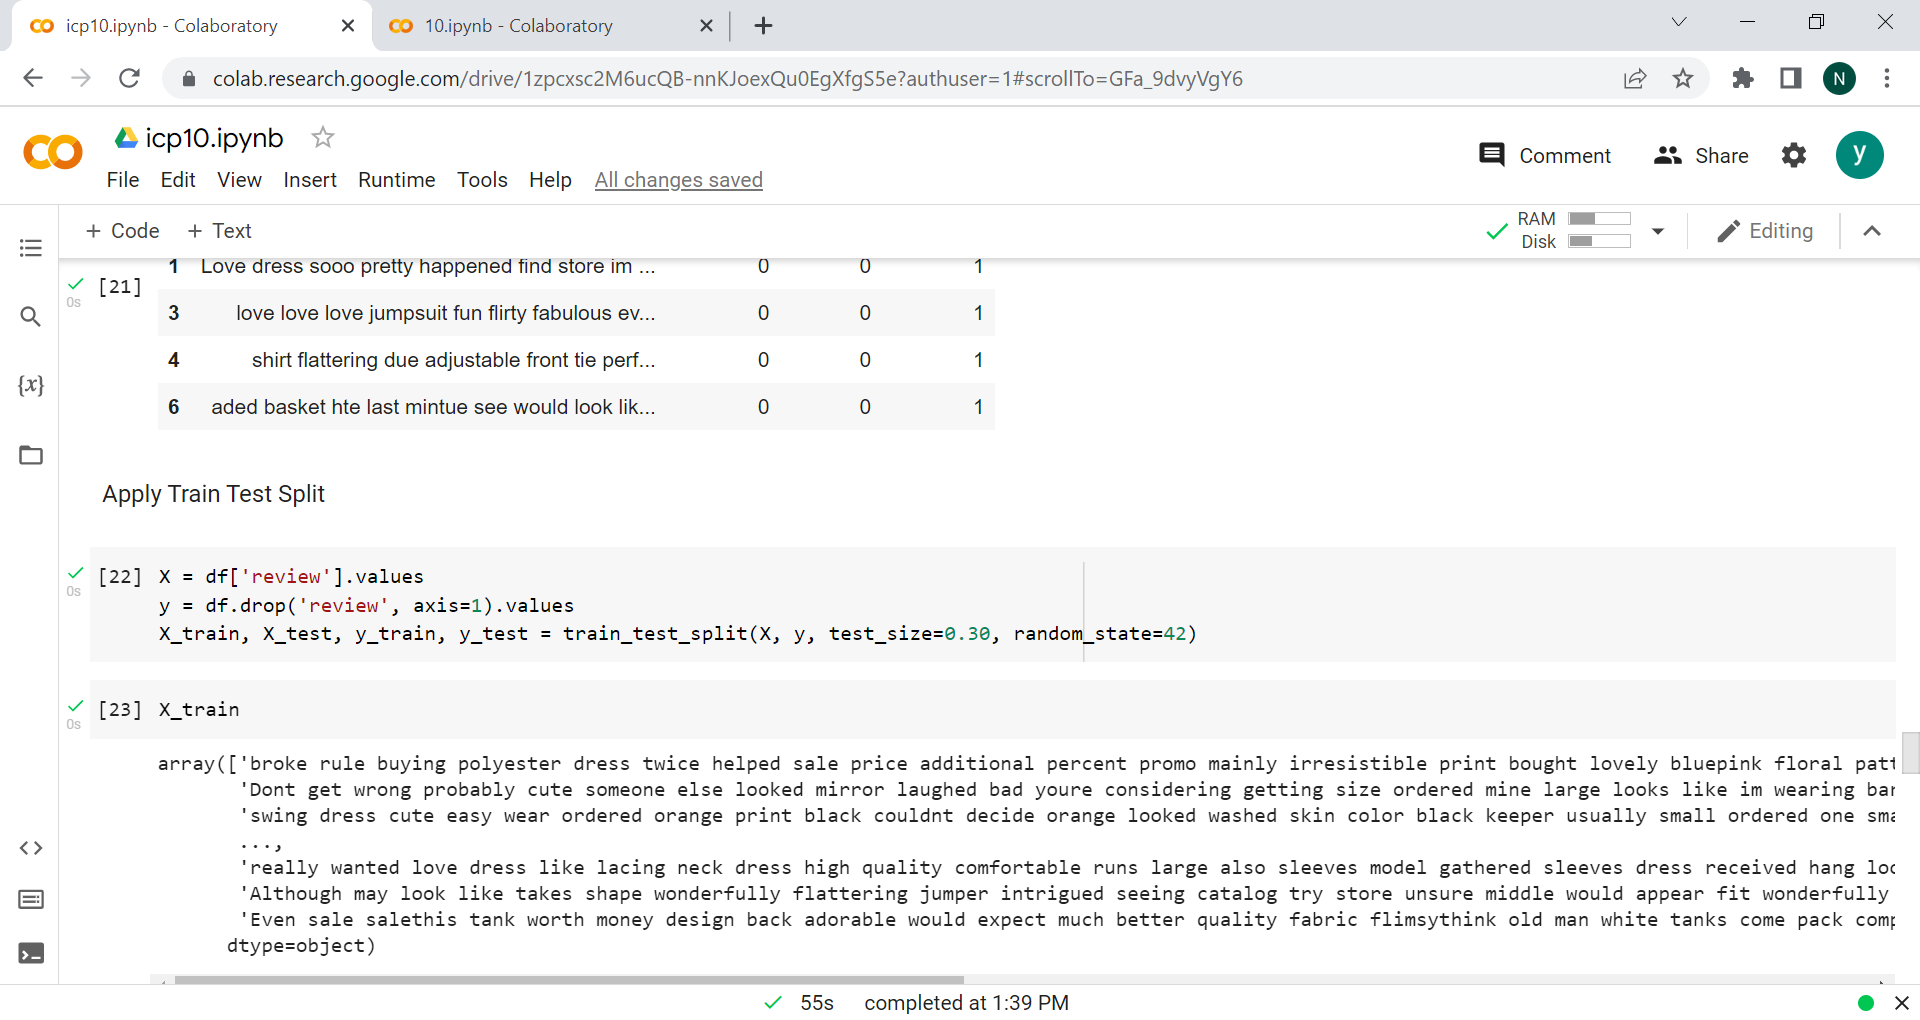 icp10.ipynb - Colaboratory
10.ipynb - Colaboratory
colab.research.google.com/drive/1zpcxsc2M6ucQB-nnKJoexQu0EgXfgS5e?authuser=1#scrollTo=GFa_9dvyVgY6
N
icp10.ipynb
Comment
Share
y
File Edit View Insert Runtime Tools Help All changes saved
+ Code + Text
RAM
Disk
Editing
[21]
0s
1 Love dress sooo pretty happened find store im ... 0 0 1
3 love love love jumpsuit fun flirty fabulous ev... 0 0 1
4 shirt flattering due adjustable front tie perf... 0 0 1
6 aded basket hte last mintue see would look lik... 0 0 1
{x}
Apply Train Test Split
[22] X = df['review'].values
0s
y = df.drop('review', axis=1).values
X_train, X_test, y_train, y_test = train_test_split(X, y, test_size=0.30, random_state=42)
[23] X_train
0s
array(['broke rule buying polyester dress twice helped sale price additional percent promo mainly irresistible print bought lovely bluepink floral patt
'Dont get wrong probably cute someone else looked mirror laughed bad youre considering getting size ordered mine large looks like im wearing bar
'swing dress cute easy wear ordered orange print black couldnt decide orange looked washed skin color black keeper usually small ordered one sma
...,
'really wanted love dress like lacing neck dress high quality comfortable runs large also sleeves model gathered sleeves dress received hang loo
'Although may look like takes shape wonderfully flattering jumper intrigued seeing catalog try store unsure middle would appear fit wonderfully
'Even sale salethis tank worth money design back adorable would expect much better quality fabric flimsythink old man white tanks come pack comp
dtype=object)
55s completed at 1:39 PM